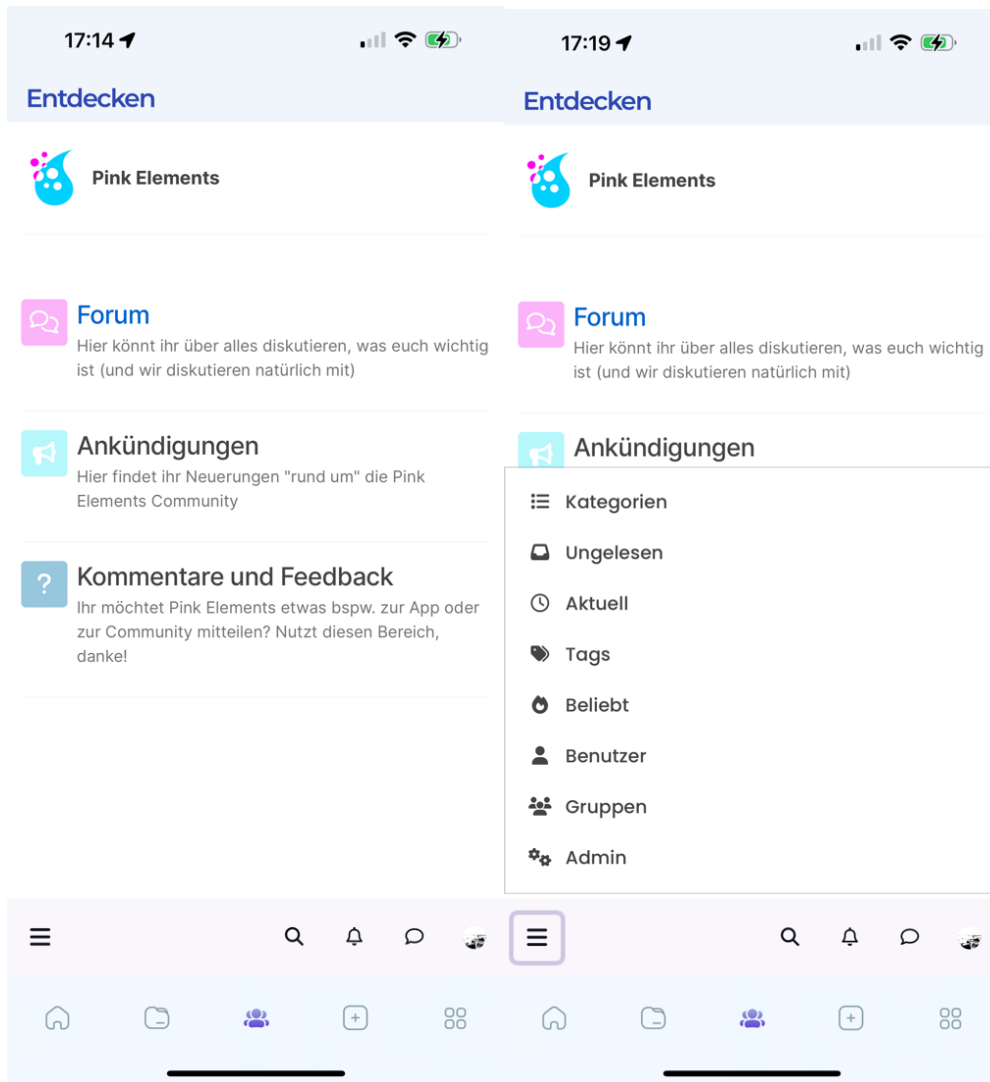 17:14
Entdecken
Pink Elements
Forum
Hier könnt ihr über alles diskutieren, was euch wichtig
ist (und wir diskutieren natürlich mit)
Ankündigungen
Hier findet ihr Neuerungen "rund um" die Pink
Elements Community
?
Kommentare und Feedback
Ihr möchtet Pink Elements etwas bspw. zur App oder
zur Community mitteilen? Nutzt diesen Bereich,
danke!
17:19
Entdecken
Pink Elements
Forum
Hier könnt ihr über alles diskutieren, was euch wichtig
ist (und wir diskutieren natürlich mit)
Ankündigungen
Kategorien
Ungelesen
Aktuell
Tags
Beliebt
Benutzer
Gruppen
Admin